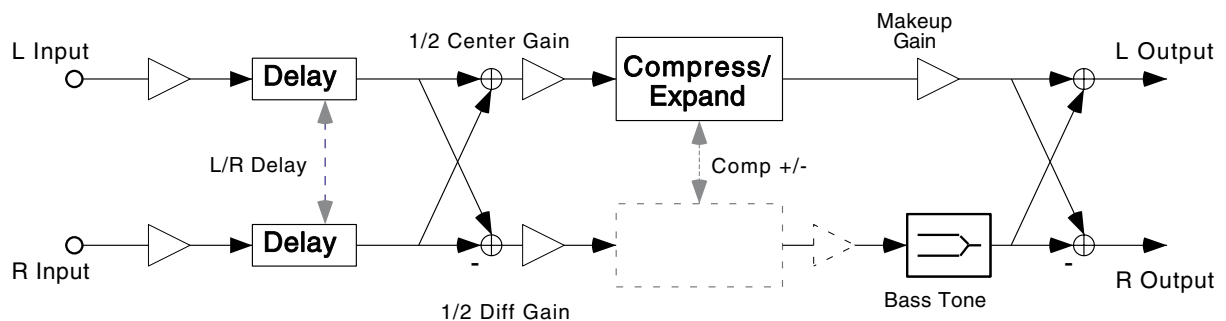 L Input
1/2 Center Gain
Makeup
Gain
L Output
Delay
Compress/
Expand
L/R Delay
Comp +/-
Delay
-
-
R Input
R Output
1/2 Diff Gain
Bass Tone